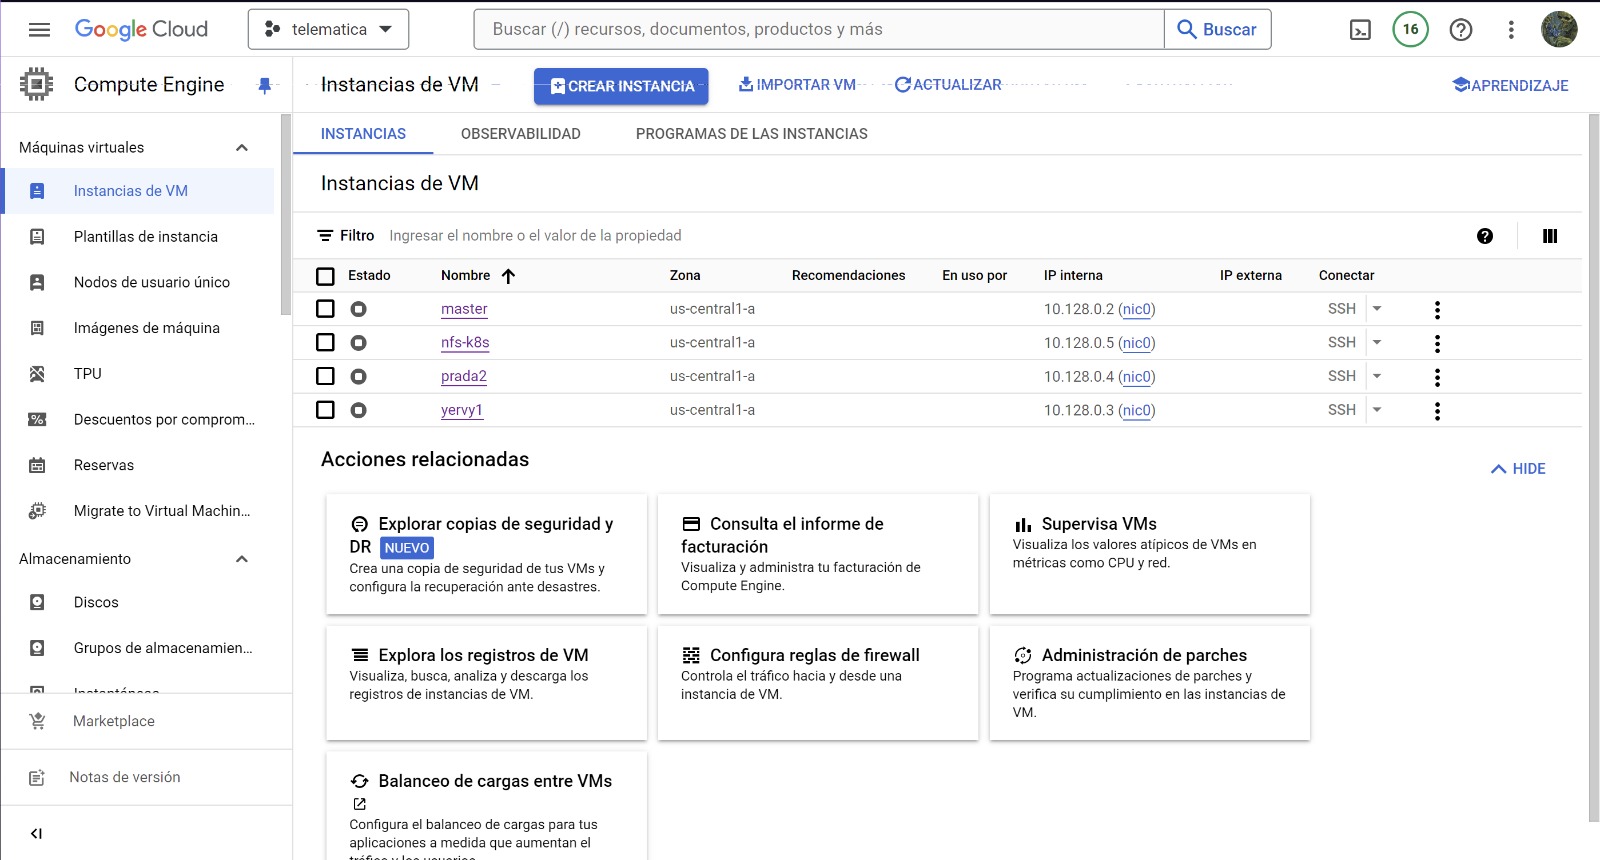 Google Cloud
telematica
Buscar (/) recursos, documentos, productos y más
Buscar
16
Compute Engine
Instancias de VM
CREAR INSTANCIA
IMPORTAR VM
ACTUALIZAR
APRENDIZAJE
Máquinas virtuales
Instancias de VM
Plantillas de instancia
Nodos de usuario único
Imágenes de máquina
TPU
Descuentos por comprom...
Reservas
Migrate to Virtual Machin...
Almacenamiento
Discos
Grupos de almacenamien...
Instantáneas
Marketplace
Notas de versión
INSTANCIAS OBSERVABILIDAD PROGRAMAS DE LAS INSTANCIAS
Instancias de VM
Filtro Ingresar el nombre o el valor de la propiedad
Estado Nombre Zona Recomendaciones En uso por IP interna IP externa Conectar
master us-central1-a 10.128.0.2 (nic0) SSH
nfs-k8s us-central1-a 10.128.0.5 (nic0) SSH
prada2 us-central1-a 10.128.0.4 (nic0) SSH
yervy1 us-central1-a 10.128.0.3 (nic0) SSH
Acciones relacionadas
HIDE
Explorar copias de seguridad y
DR NUEVO
Crea una copia de seguridad de tus VMs y
configura la recuperación ante desastres.
Consulta el informe de
facturación
Visualiza y administra tu facturación de
Compute Engine.
Supervisa VMs
Visualiza los valores atípicos de VMs en
métricas como CPU y red.
Explora los registros de VM
Visualiza, busca, analiza y descarga los
registros de instancias de VM.
Configura reglas de firewall
Controla el tráfico hacia y desde una
instancia de VM.
Administración de parches
Programa actualizaciones de parches y
verifica su cumplimiento en las instancias de
VM.
Balanceo de cargas entre VMs
Configura el balanceo de cargas para tus
aplicaciones a medida que aumentan el
tráfico y los usuarios.